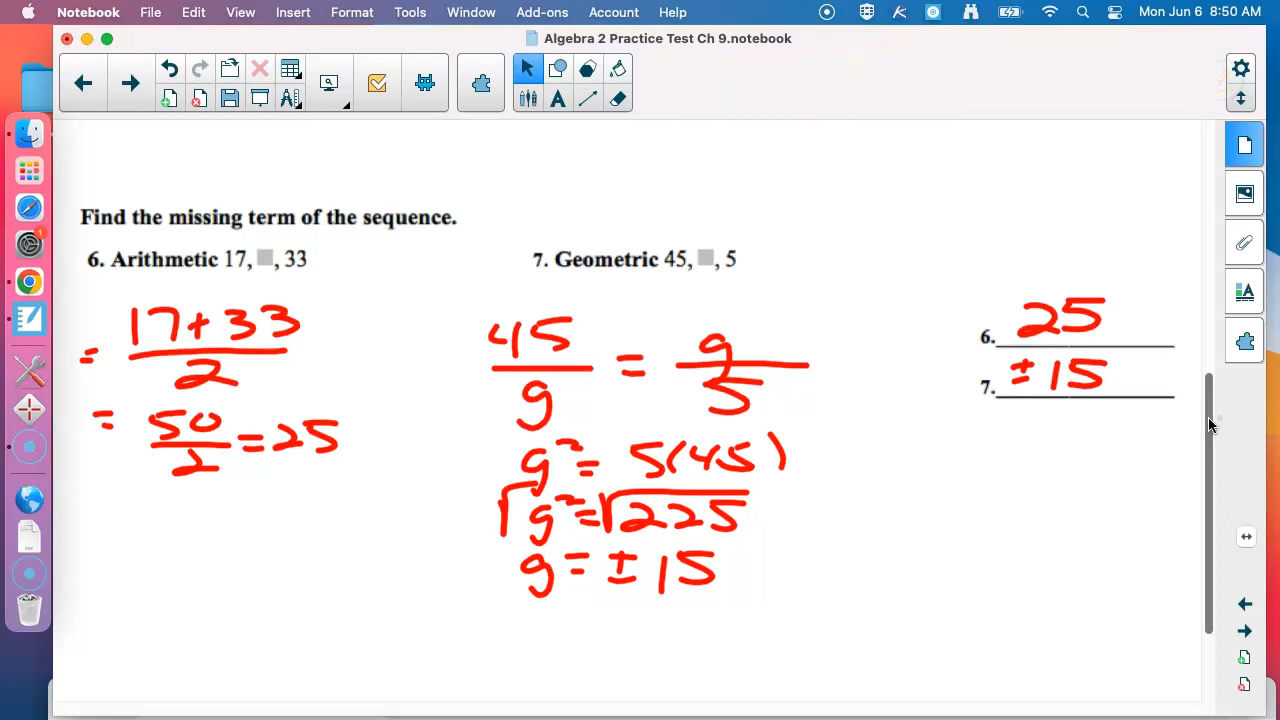 Notebook File Edit View Insert Format Tools Window Add-ons Account Help Mon Jun 6 8:50 AM
Algebra 2 Practice Test Ch 9.notebook
Find the missing term of the sequence.
6. Arithmetic 17, , 33
7. Geometric 45, , 5
= 17+33
2
= 50/2 = 25
45/g = g/5
g² = 5(45)
√g² = √225
g = ± 15
6. 25
7. ± 15
1